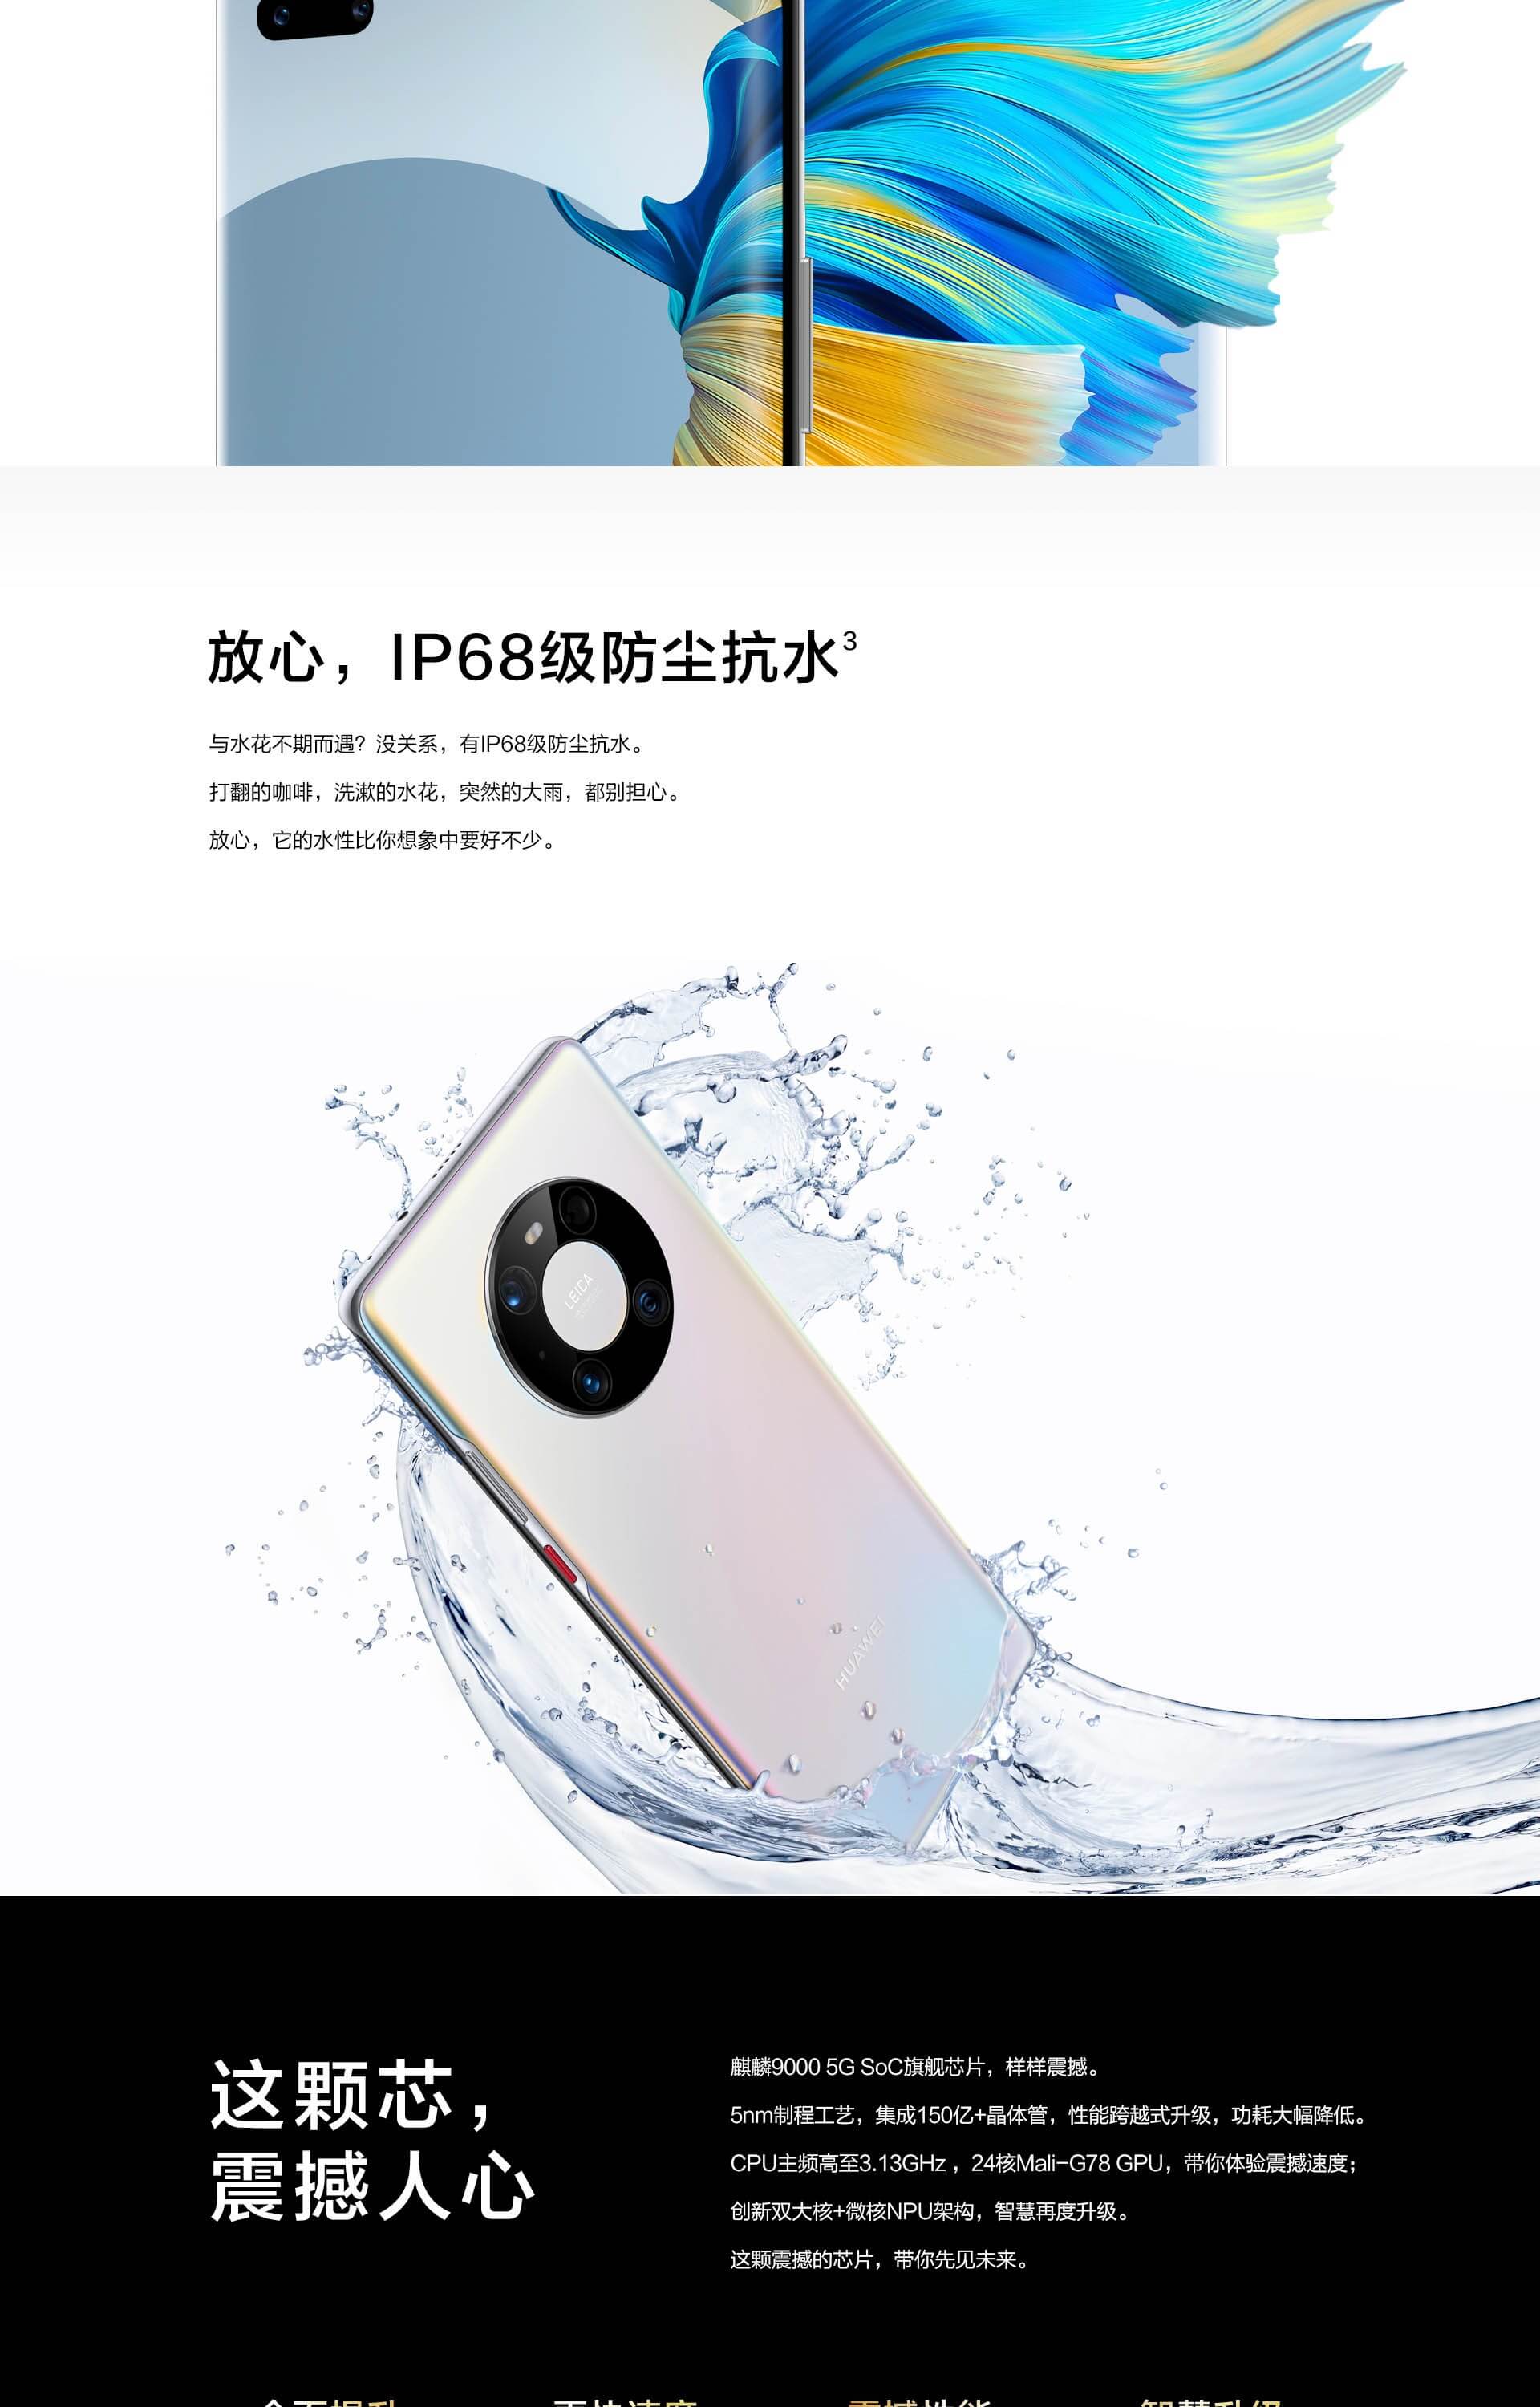 放心，IP68级防尘抗水3
与水花不期而遇？没关系，有IP68级防尘抗水。
打翻的咖啡，洗漱的水花，突然的大雨，都别担心。
放心，它的水性比你想象中要好不少。
LEICA
HUAWEI
这颗芯，
震撼人心
麒麟9000 5G SoC旗舰芯片，样样震撼。
5nm制程工艺，集成150亿+晶体管，性能跨越式升级，功耗大幅降低。
CPU主频高至3.13GHz ，24核Mali-G78 GPU，带你体验震撼速度；
创新双大核+微核NPU架构，智慧再度升级。
这颗震撼的芯片，带你先见未来。